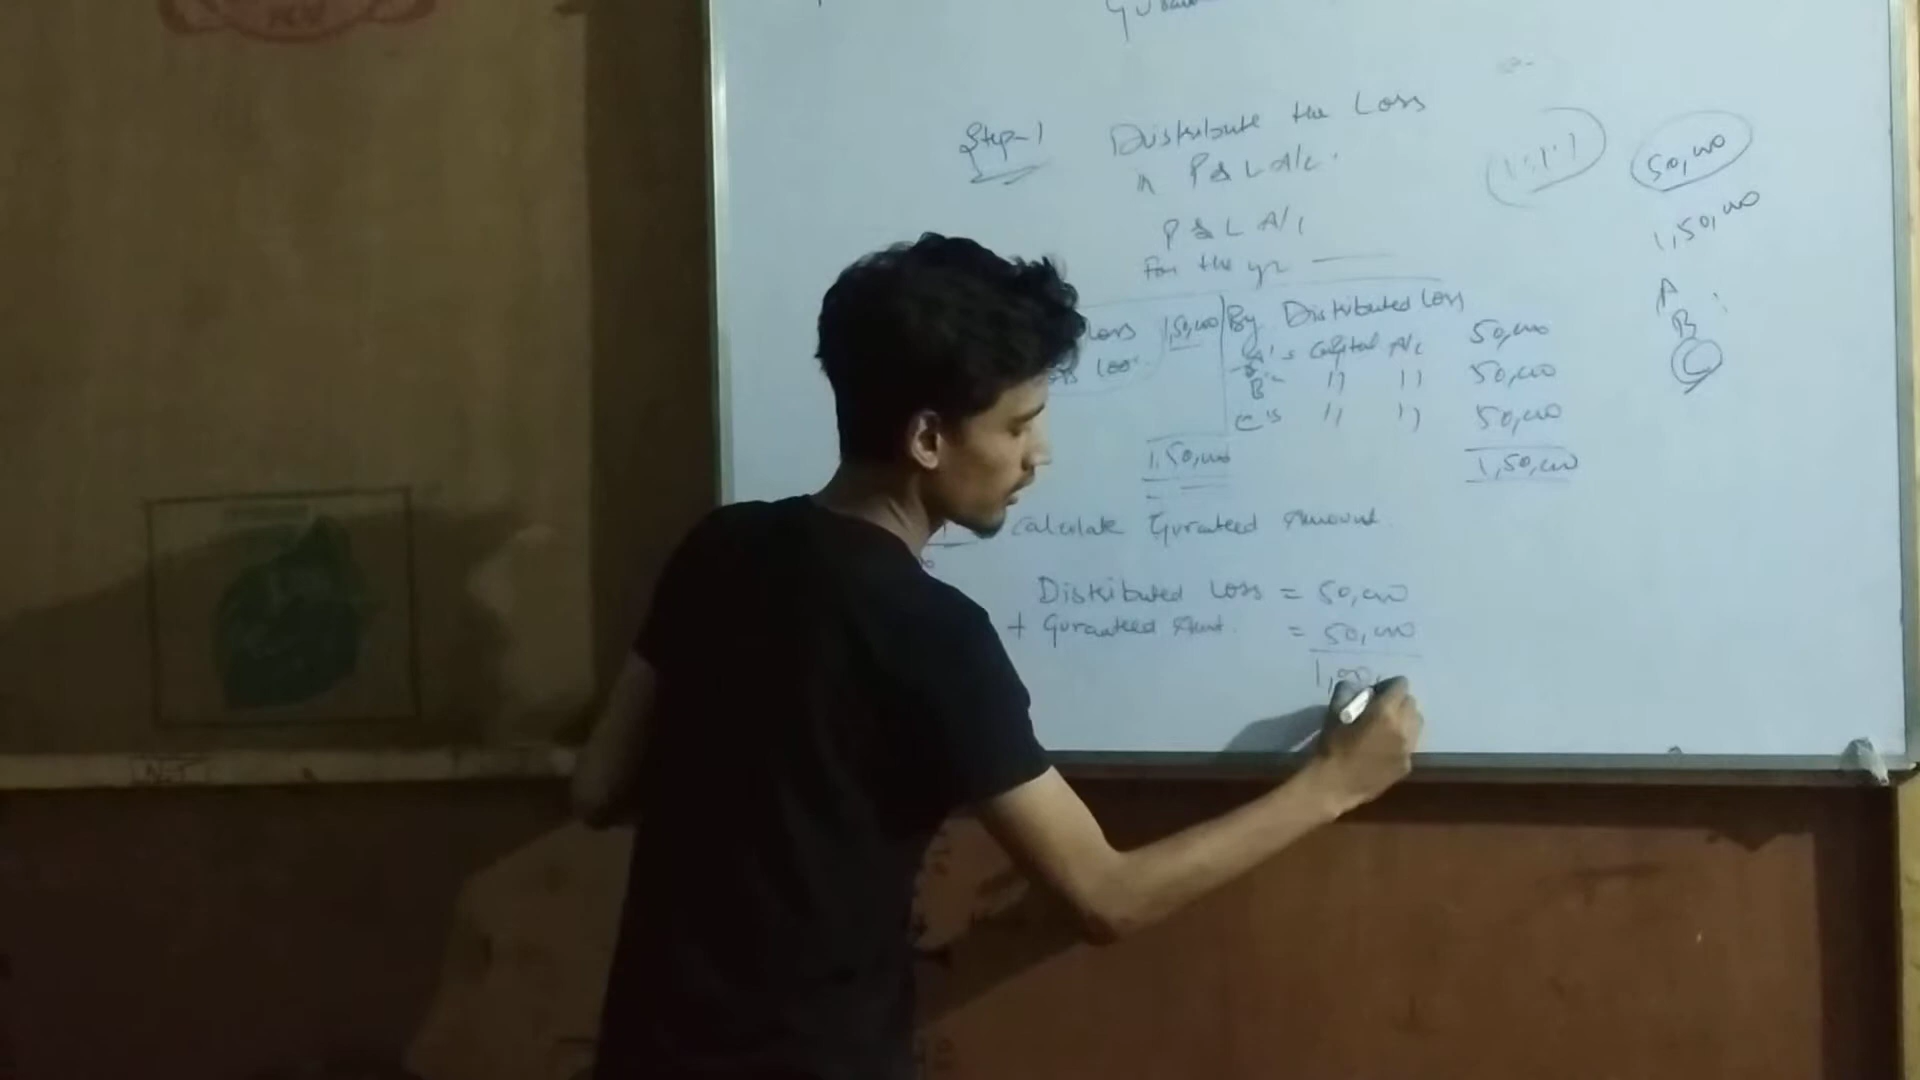 Step-1 Distribute the Loss
in P & L A/c.
1:1:1
50,000
1,50,000
P & L A/c
For the yr
A
B
C
Loss 1,50,000 By Distributed Loss
A's Capital A/c 50,000
B's " " 50,000
C's " " 50,000
1,50,000 1,50,000
Calculate Guranteed Amount.
Distributed Loss = 50,000
+ Guranteed Amt. = 50,000